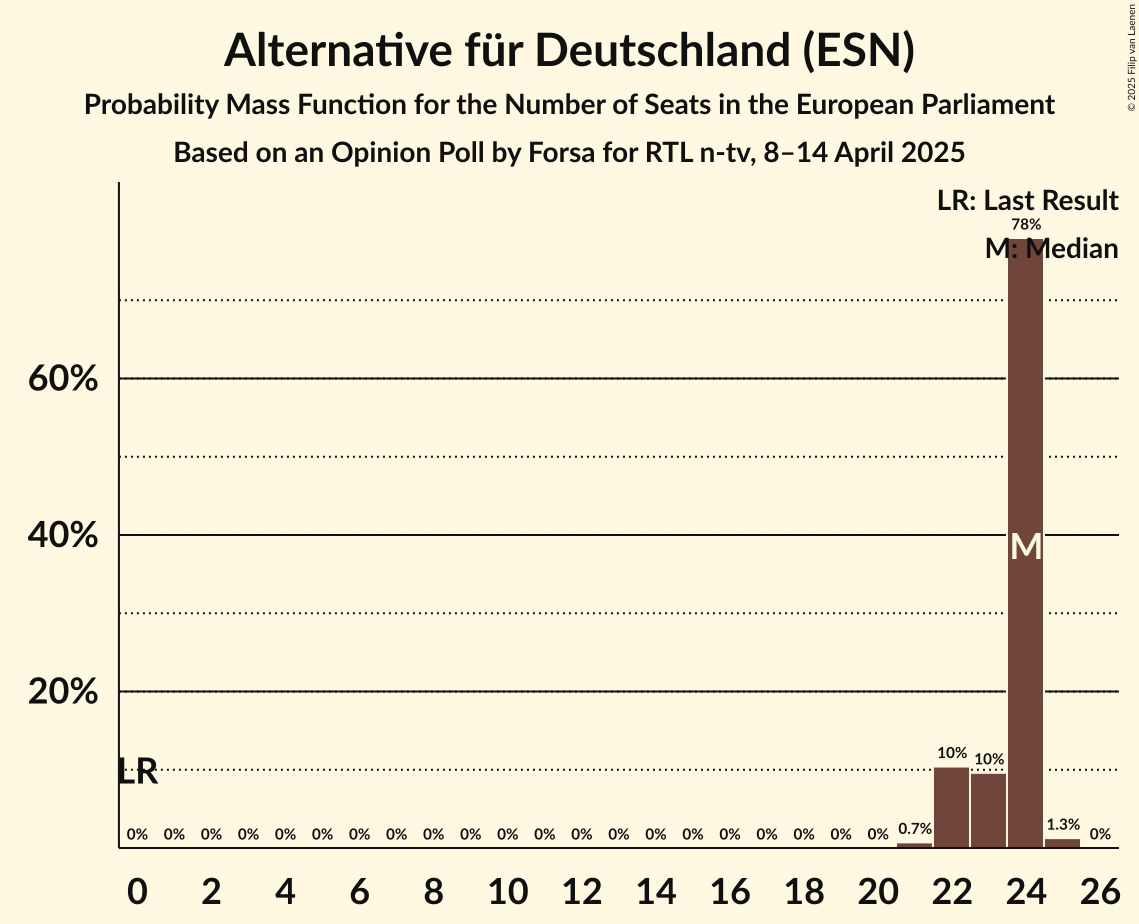 Alternative für Deutschland (ESN)
Probability Mass Function for the Number of Seats in the European Parliament
Based on an Opinion Poll by Forsa for RTL n-tv, 8–14 April 2025
© 2025 Filip van Laenen
LR: Last Result
78%
M: Median
60%
40%
M
20%
LR
0% 0% 0% 0% 0% 0% 0% 0% 0% 0% 0% 0% 0% 0% 0% 0% 0% 0% 0% 0% 0% 0.7% 10% 10% 1.3% 0%
0 2 4 6 8 10 12 14 16 18 20 22 24 26